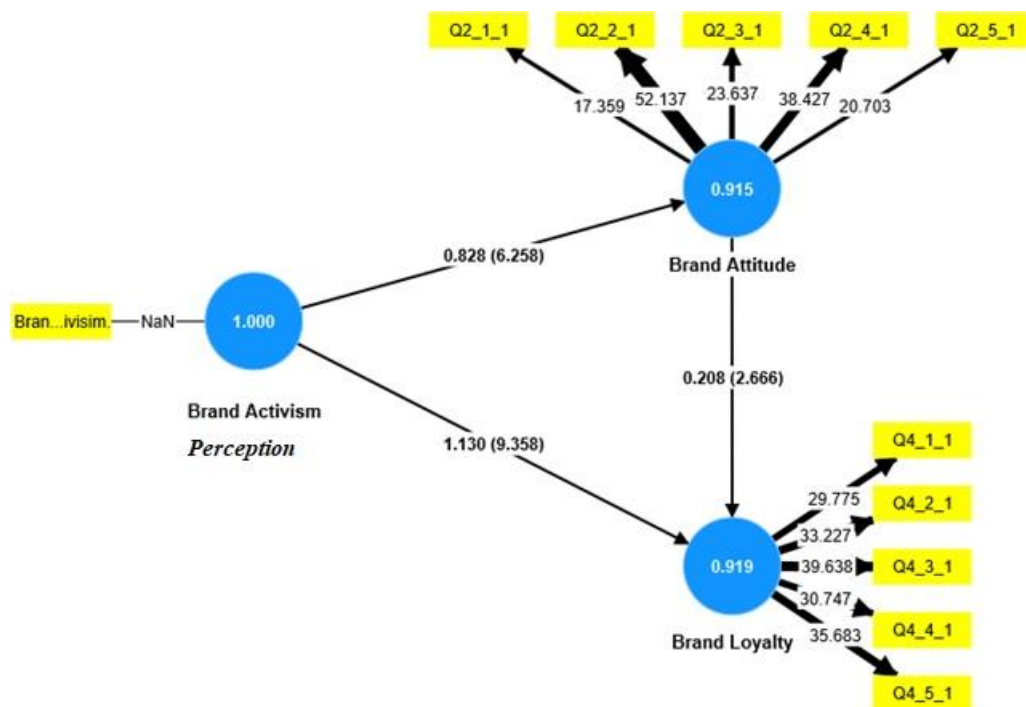 Q2_1_1
Q2_2_1
Q2_3_1
Q2_4_1
Q2_5_1
17.359
52.137
23.637
38.427
20.703
0.915
Brand Attitude
0.828 (6.258)
Bran...ivisim.
NaN
1.000
Brand Activism
Perception
0.208 (2.666)
1.130 (9.358)
Q4_1_1
29.775
Q4_2_1
33.227
0.919
39.638
Q4_3_1
30.747
Q4_4_1
35.683
Brand Loyalty
Q4_5_1